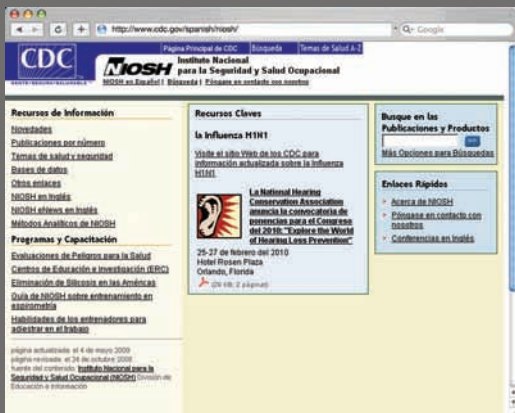 http://www.cdc.gov/spanish/niosh/
Google
Página Principal de CDC Búsqueda Temas de Salud A-Z
CDC
NIOSH
Instituto Nacional
para la Seguridad y Salud Ocupacional
NIOSH en Español | Búsqueda | Póngase en contacto con nosotros
Recursos de Información
Novedades
Publicaciones por número
Temas de salud y seguridad
Bases de datos
Otros enlaces
NIOSH en Inglés
NIOSH eNews en Inglés
Métodos Analíticos de NIOSH
Programas y Capacitación
Evaluaciones de Peligros para la Salud
Centros de Educación e Investigación (ERC)
Eliminación de Silicosis en las Américas
Guía de NIOSH sobre entrenamiento en
espirometría
Habilidades de los entrenadores para
adiestrar en el trabajo
página actualizada: el 4 de mayo 2009
página revisada: el 24 de octubre 2008
fuente del contenido: Instituto Nacional para la
Seguridad y Salud Ocupacional (NIOSH) División de
Educación e Información
Recursos Claves
la Influenza H1N1
Visite el sitio Web de los CDC para
información actualizada sobre la Influenza
H1N1
La National Hearing
Conservation Association
anuncia la convocatoria de
ponencias para el Congreso
del 2010: "Explore the World
of Hearing Loss Prevention"
25-27 de febrero del 2010
Hotel Rosen Plaza
Orlando, Florida
KB, 2 páginas)
Busque en las
Publicaciones y Productos
Más Opciones para Búsquedas
Enlaces Rápidos
Acerca de NIOSH
Póngase en contacto con
nosotros
Conferencias en Inglés